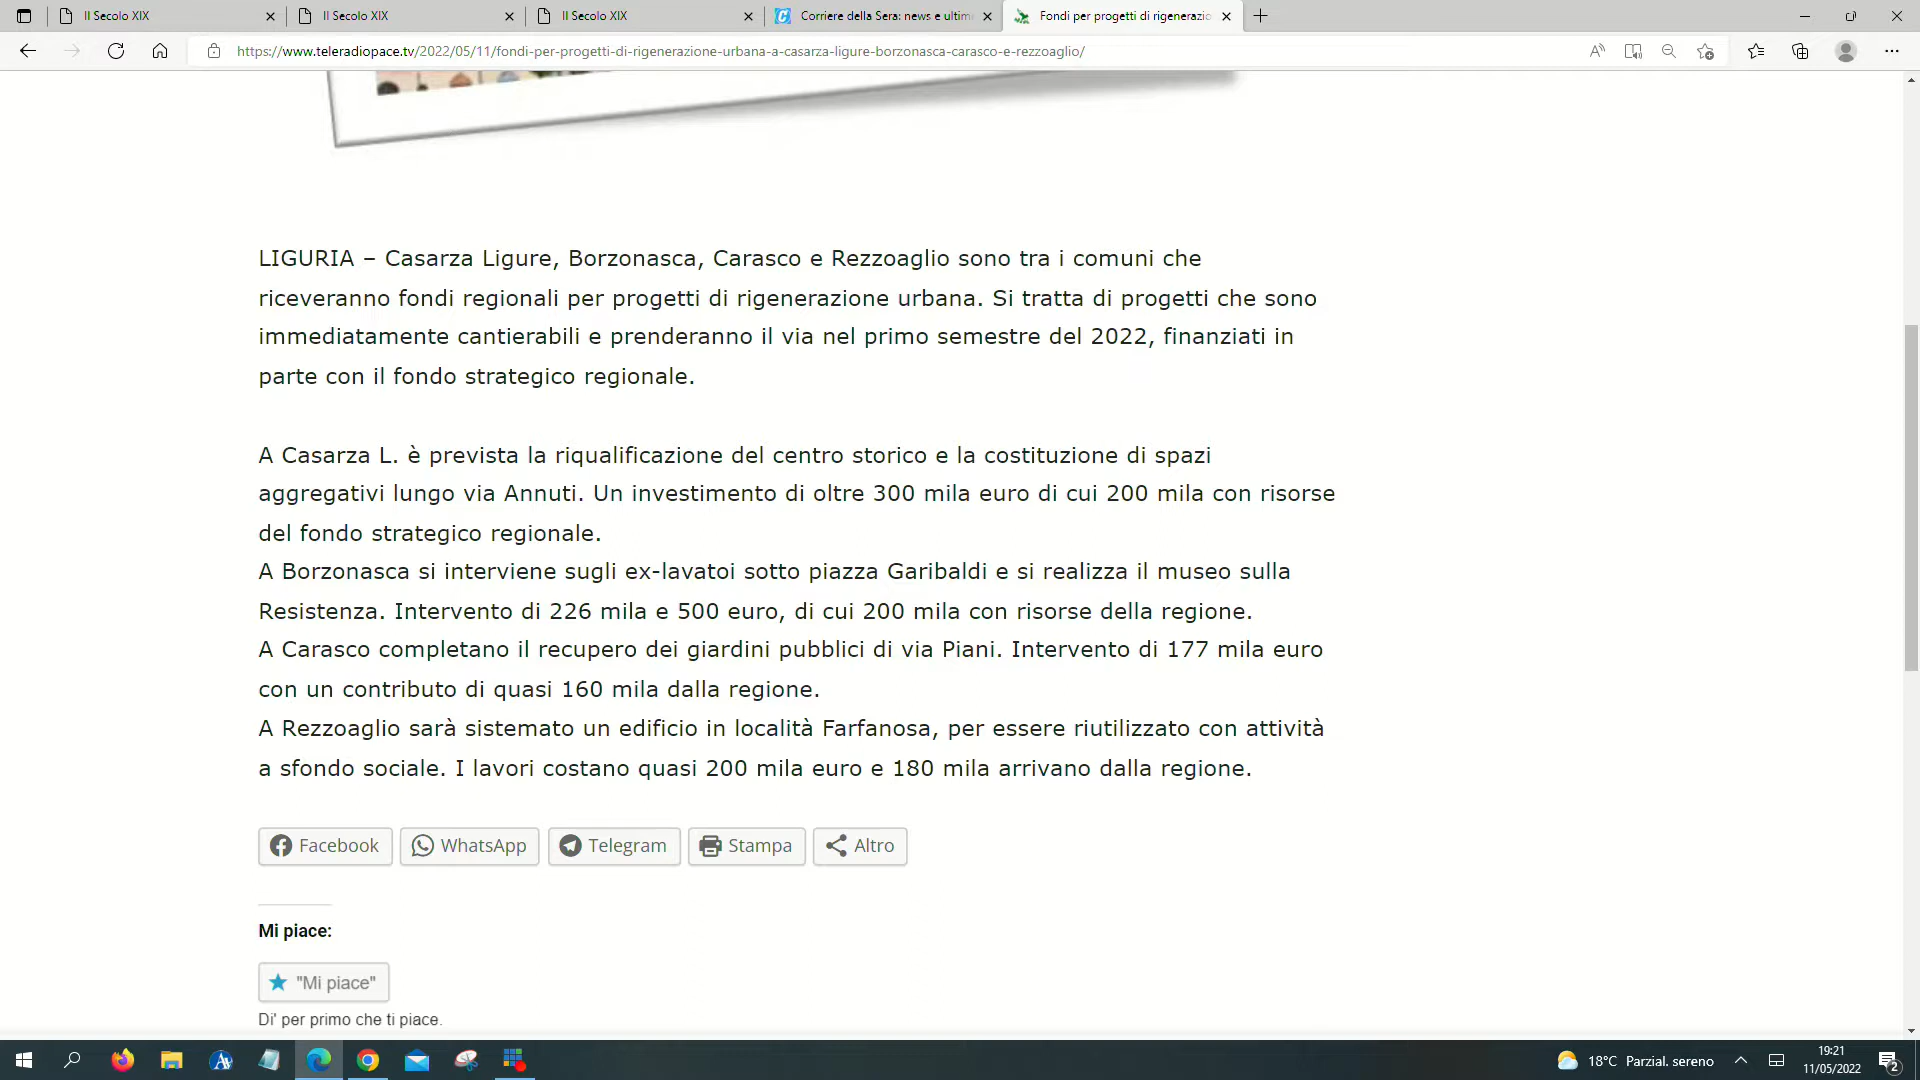 Il Secolo XIX
Il Secolo XIX
Il Secolo XIX
Corriere della Sera: news e ultim
Fondi per progetti di rigenerazio
https://www.teleradiopace.tv/2022/05/11/fondi-per-progetti-di-rigenerazione-urbana-a-casarza-ligure-borzonasca-carasco-e-rezzoaglio/
LIGURIA – Casarza Ligure, Borzonasca, Carasco e Rezzoaglio sono tra i comuni che
riceveranno fondi regionali per progetti di rigenerazione urbana. Si tratta di progetti che sono
immediatamente cantierabili e prenderanno il via nel primo semestre del 2022, finanziati in
parte con il fondo strategico regionale.
A Casarza L. è prevista la riqualificazione del centro storico e la costituzione di spazi
aggregativi lungo via Annuti. Un investimento di oltre 300 mila euro di cui 200 mila con risorse
del fondo strategico regionale.
A Borzonasca si interviene sugli ex-lavatoi sotto piazza Garibaldi e si realizza il museo sulla
Resistenza. Intervento di 226 mila e 500 euro, di cui 200 mila con risorse della regione.
A Carasco completano il recupero dei giardini pubblici di via Piani. Intervento di 177 mila euro
con un contributo di quasi 160 mila dalla regione.
A Rezzoaglio sarà sistemato un edificio in località Farfanosa, per essere riutilizzato con attività
a sfondo sociale. I lavori costano quasi 200 mila euro e 180 mila arrivano dalla regione.
Facebook WhatsApp Telegram Stampa Altro
Mi piace:
"Mi piace"
Di' per primo che ti piace.
18°C Parzial. sereno
19:21
11/05/2022
2